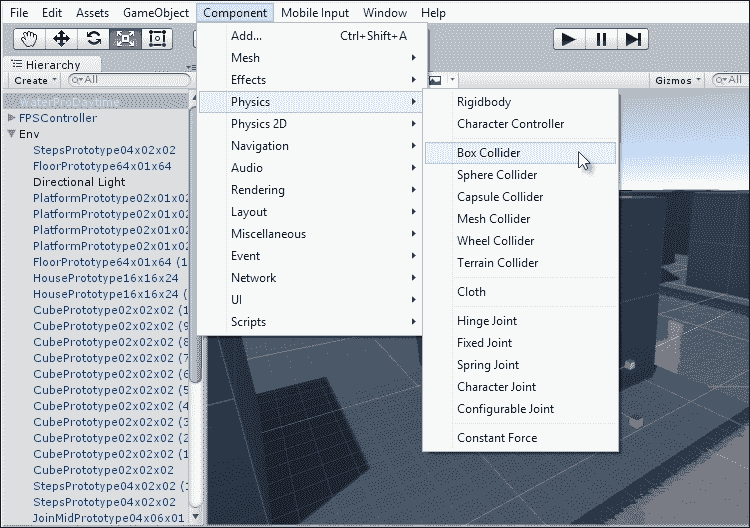 File Edit Assets GameObject Component Mobile Input Window Help
Hierarchy
Create All
WaterProDaytime
FPSController
Env
StepsPrototype04x02x02
FloorPrototype64x01x64
Directional Light
PlatformPrototype02x01x02
PlatformPrototype02x01x02
PlatformPrototype02x01x02
PlatformPrototype02x01x02
FloorPrototype64x01x64 (1
HousePrototype16x16x24
HousePrototype16x16x24 (
CubePrototype02x02x02 (1
CubePrototype02x02x02 (9
CubePrototype02x02x02 (8
CubePrototype02x02x02 (7
CubePrototype02x02x02 (6
CubePrototype02x02x02 (5
CubePrototype02x02x02 (4
CubePrototype02x02x02 (3
CubePrototype02x02x02 (2
CubePrototype02x02x02 (1
CubePrototype02x02x02
StepsPrototype04x02x02 (1
StepsPrototype04x02x02
JoinMidPrototype04x06x01
Add... Ctrl+Shift+A
Mesh
Effects
Physics
Physics 2D
Navigation
Audio
Rendering
Layout
Miscellaneous
Event
Network
UI
Scripts
Rigidbody
Character Controller
Box Collider
Sphere Collider
Capsule Collider
Mesh Collider
Wheel Collider
Terrain Collider
Cloth
Hinge Joint
Fixed Joint
Spring Joint
Character Joint
Configurable Joint
Constant Force
Gizmos All